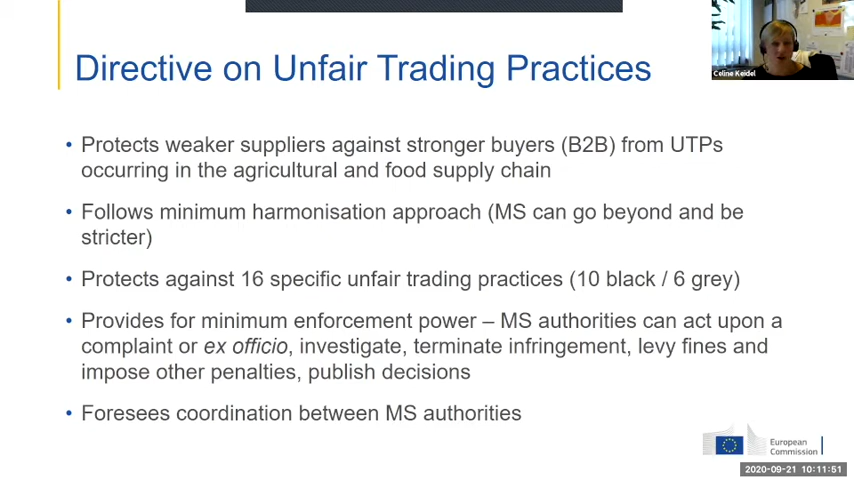 Directive on Unfair Trading Practices
Celine Keidel
• Protects weaker suppliers against stronger buyers (B2B) from UTPs
occurring in the agricultural and food supply chain
• Follows minimum harmonisation approach (MS can go beyond and be
stricter)
• Protects against 16 specific unfair trading practices (10 black / 6 grey)
• Provides for minimum enforcement power – MS authorities can act upon a
complaint or ex officio, investigate, terminate infringement, levy fines and
impose other penalties, publish decisions
• Foresees coordination between MS authorities
European
Commission
2020-09-21 10:11:51